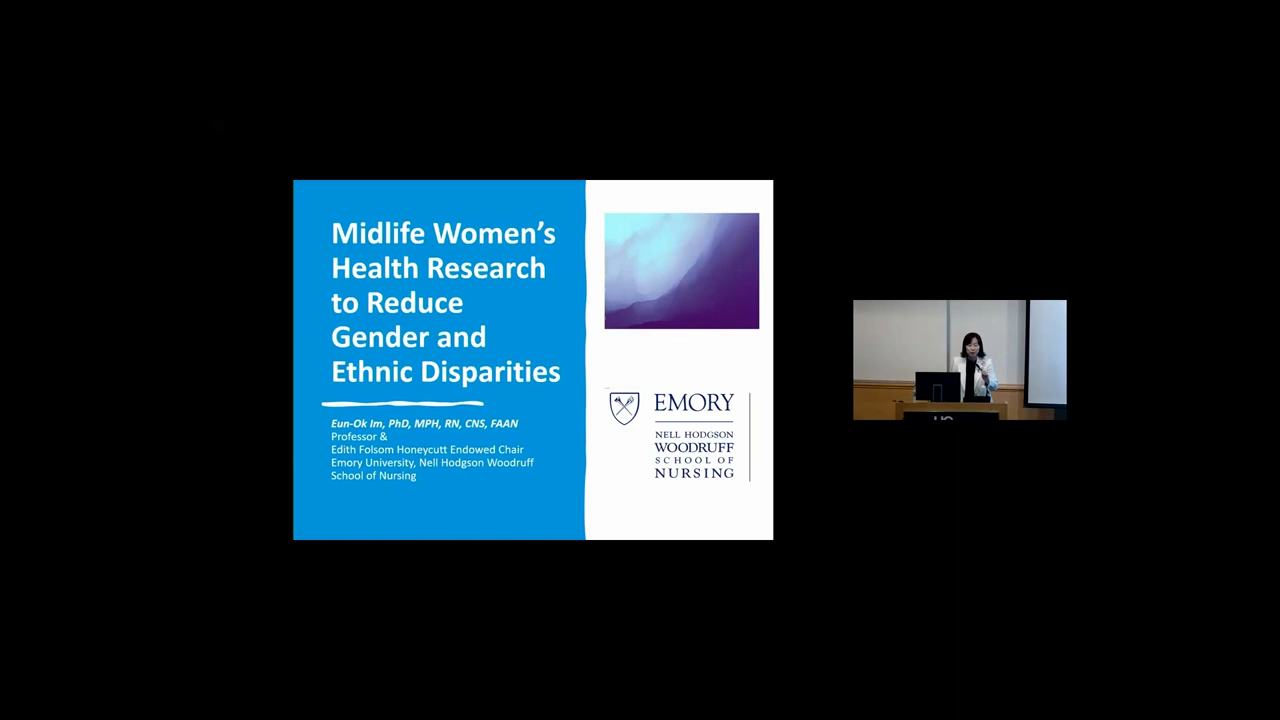 Midlife Women's
Health Research
to Reduce
Gender and
Ethnic Disparities
Eun-Ok Im, PhD, MPH, RN, CNS, FAAN
Professor &
Edith Folsom Honeycutt Endowed Chair
Emory University, Nell Hodgson Woodruff
School of Nursing
EMORY
NELL HODGSON
WOODRUFF
SCHOOL OF
NURSING